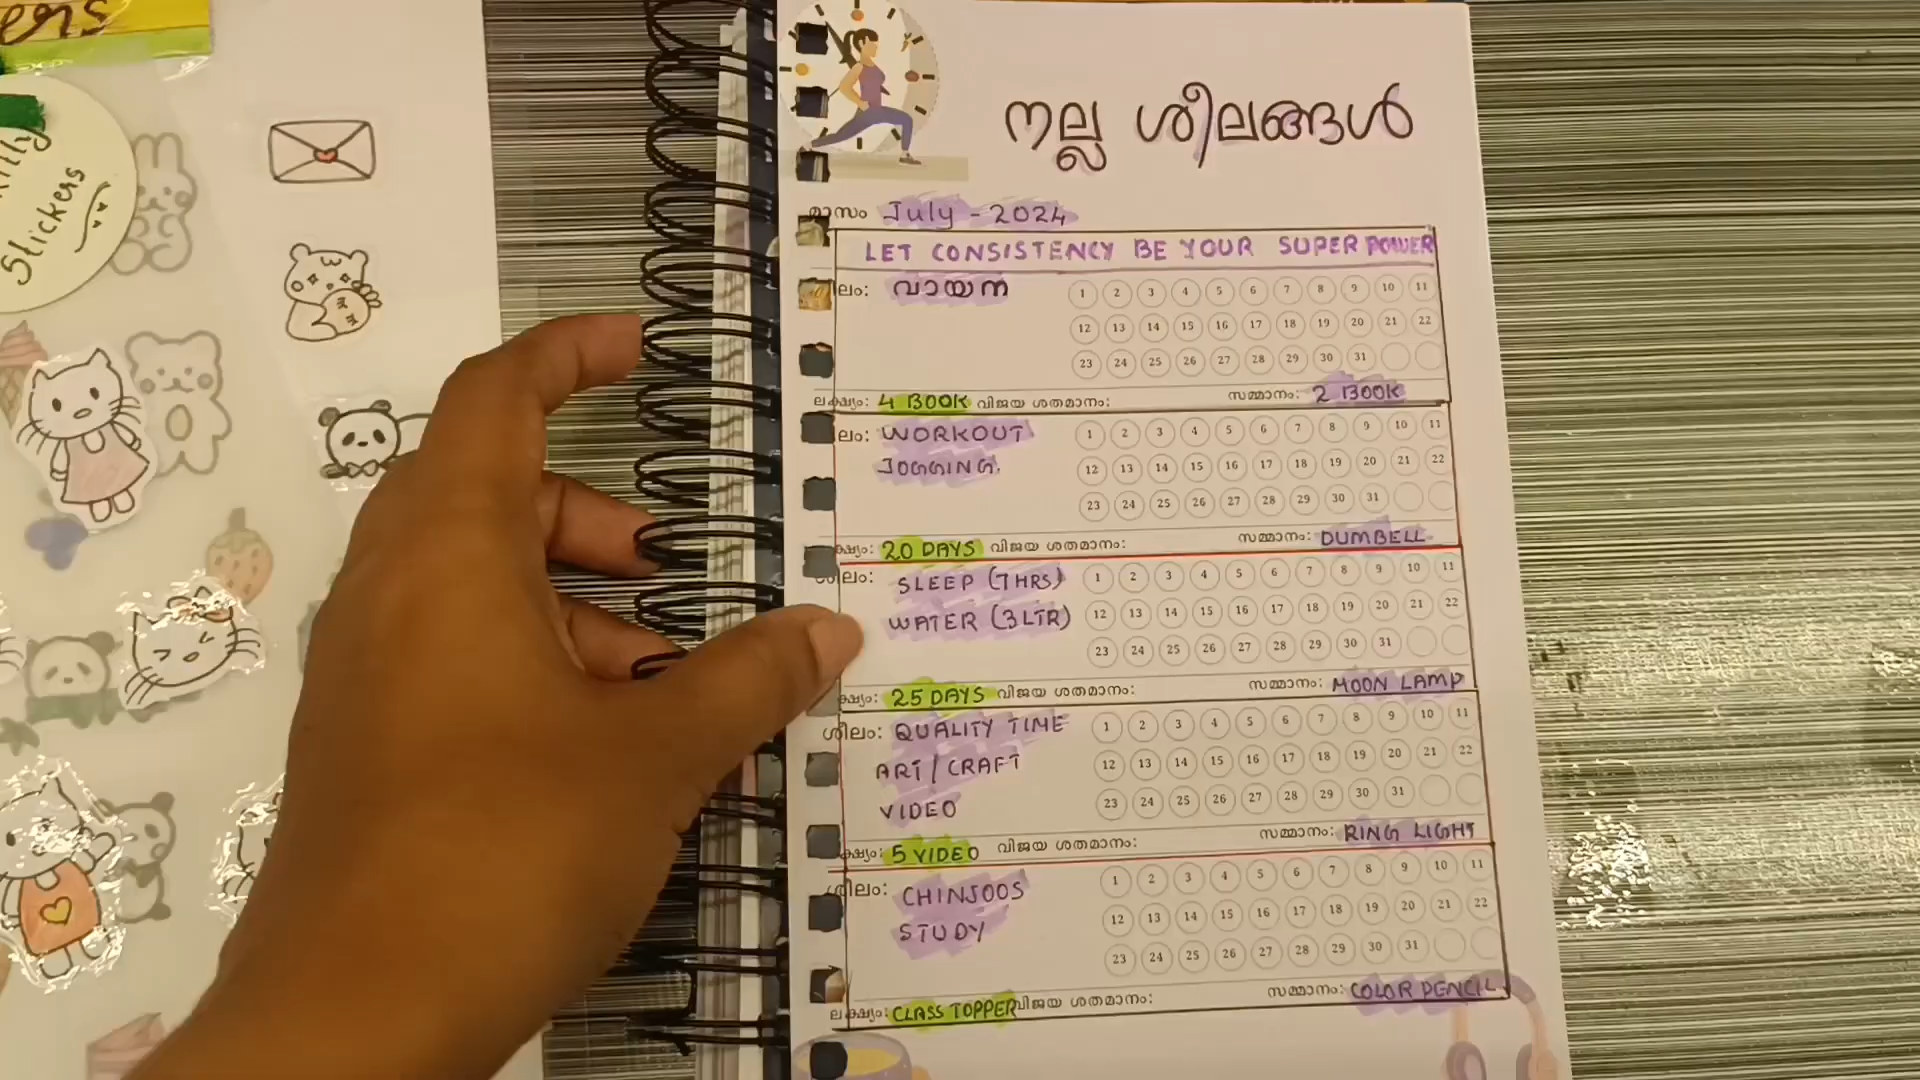 Stickers
നല്ല ശീലങ്ങൾ
മാസം July - 2024
LET CONSISTENCY BE YOUR SUPER POWER
ലം: വായന
1 2 3 4 5 6 7 8 9 10 11
12 13 14 15 16 17 18 19 20 21 22
23 24 25 26 27 28 29 30 31
ലക്ഷ്യം: 4 BOOK വിജയ ശതമാനം: സമ്മാനം: 2 BOOK
ലം: WORKOUT
JOGGING.
1 2 3 4 5 6 7 8 9 10 11
12 13 14 15 16 17 18 19 20 21 22
23 24 25 26 27 28 29 30 31
ക്ഷ്യം: 20 DAYS വിജയ ശതമാനം: സമ്മാനം: DUMBELL
ശീലം: SLEEP (7 HRS)
WATER (3 LTR)
1 2 3 4 5 6 7 8 9 10 11
12 13 14 15 16 17 18 19 20 21 22
23 24 25 26 27 28 29 30 31
ക്ഷ്യം: 25 DAYS വിജയ ശതമാനം: സമ്മാനം: MOON LAMP
ശീലം: QUALITY TIME
ART / CRAFT
VIDEO
1 2 3 4 5 6 7 8 9 10 11
12 13 14 15 16 17 18 19 20 21 22
23 24 25 26 27 28 29 30 31
ക്ഷ്യം: 5 VIDEO വിജയ ശതമാനം: സമ്മാനം: RING LIGHT
ശീലം: CHINJOOS
STUDY
1 2 3 4 5 6 7 8 9 10 11
12 13 14 15 16 17 18 19 20 21 22
23 24 25 26 27 28 29 30 31
ലക്ഷ്യം: CLASS TOPPER വിജയ ശതമാനം: സമ്മാനം: COLOR PENCIL